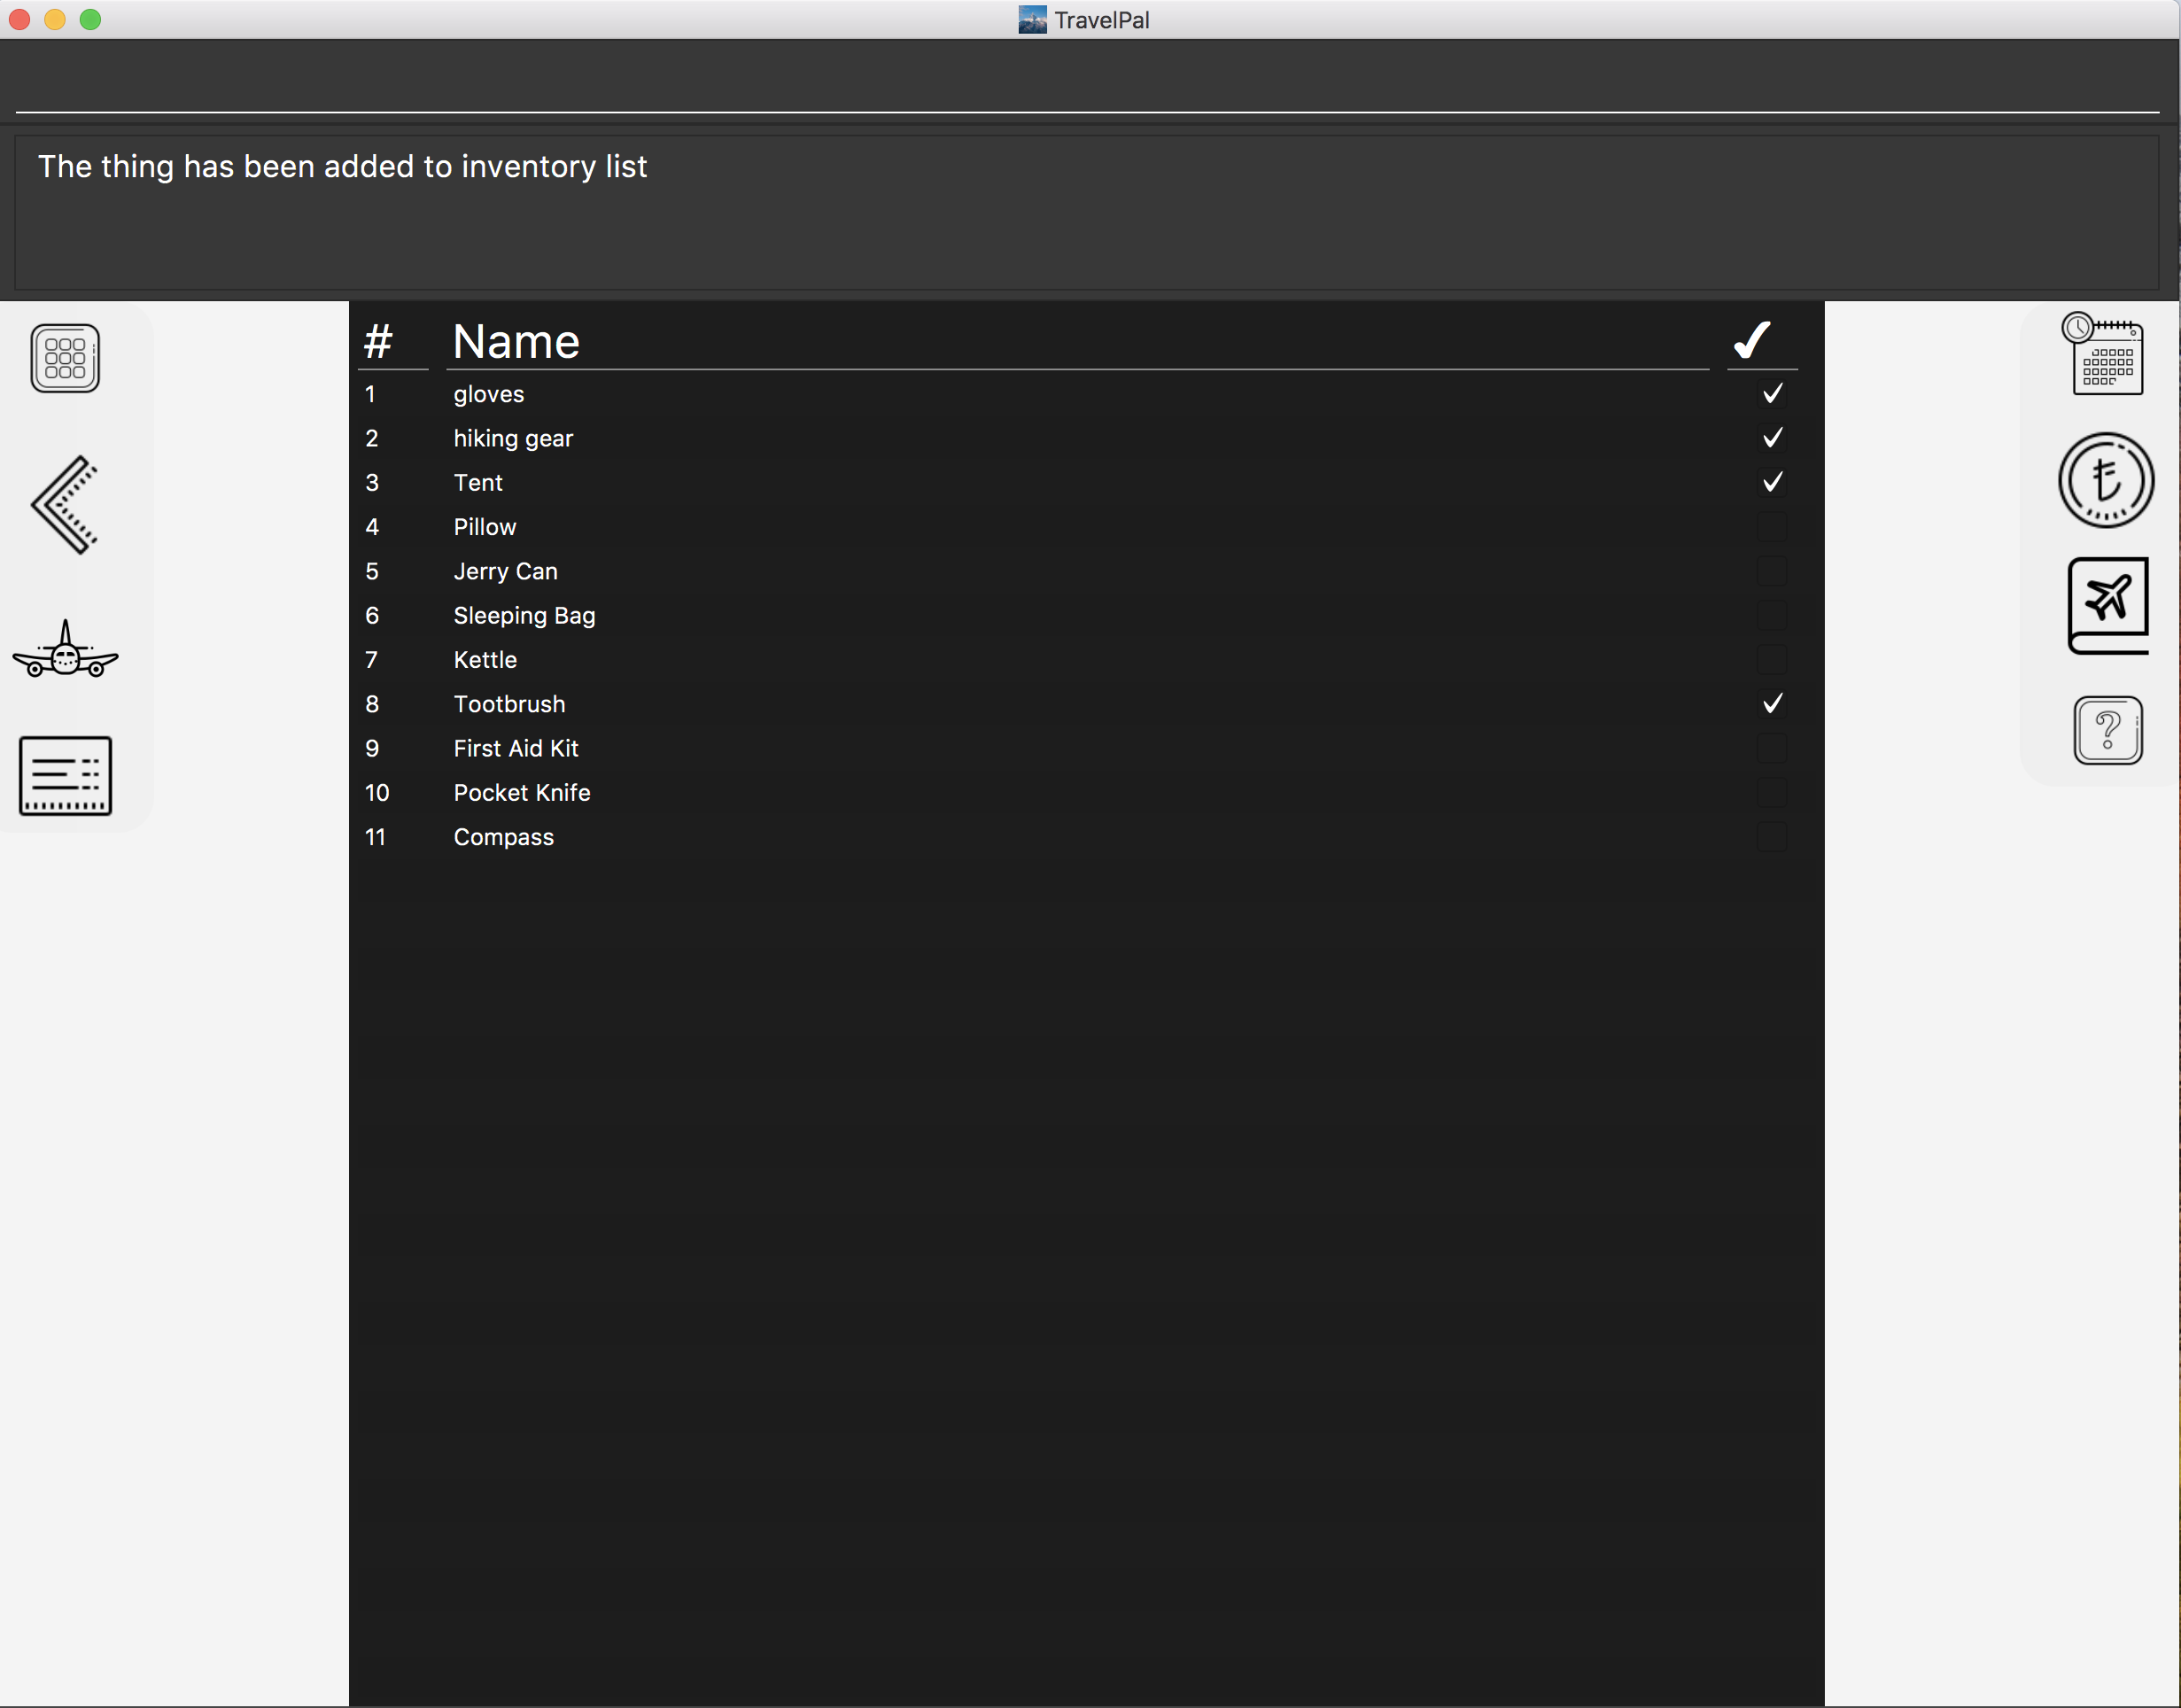 TravelPal
The thing has been added to inventory list
# Name ✓
1 gloves ✓
2 hiking gear ✓
3 Tent ✓
4 Pillow
5 Jerry Can
6 Sleeping Bag
7 Kettle
8 Tootbrush ✓
9 First Aid Kit
10 Pocket Knife
11 Compass
₺
?